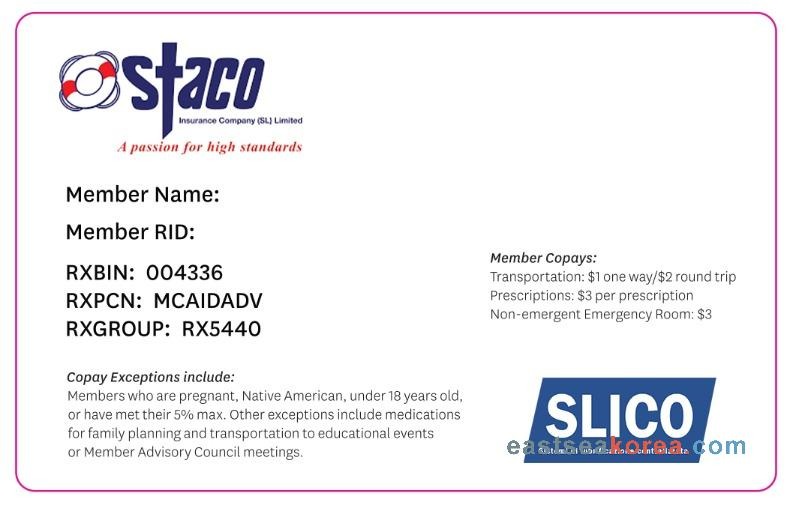 staco
Insurance Company (SL) Limited
A passion for high standards
Member Name:
Member RID:
RXBIN: 004336
RXPCN: MCAIDADV
RXGROUP: RX5440
Member Copays:
Transportation: $1 one way/$2 round trip
Prescriptions: $3 per prescription
Non-emergent Emergency Room: $3
Copay Exceptions include:
Members who are pregnant, Native American, under 18 years old,
or have met their 5% max. Other exceptions include medications
for family planning and transportation to educational events
or Member Advisory Council meetings.
SLICO
eastseakorea.com